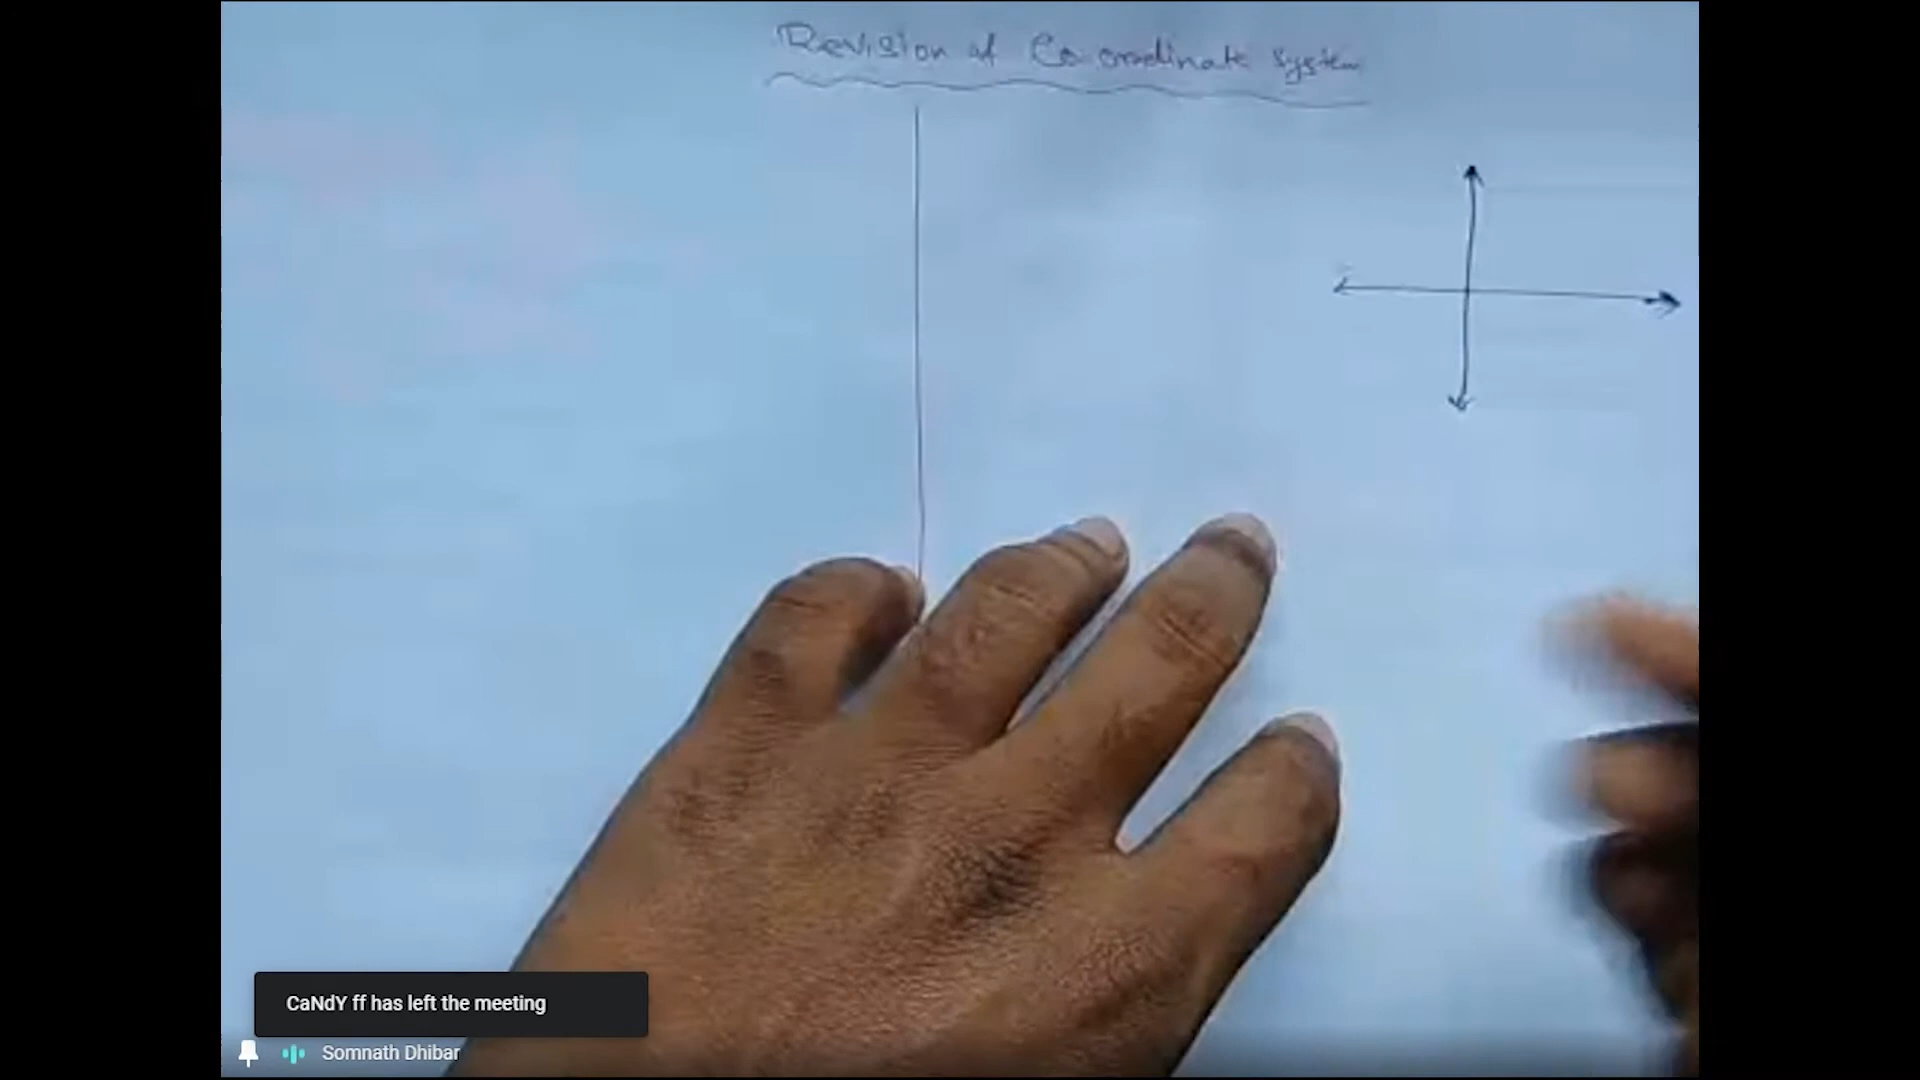 Revision of Co-ordinate System
CaNdY ff has left the meeting
Somnath Dhibar